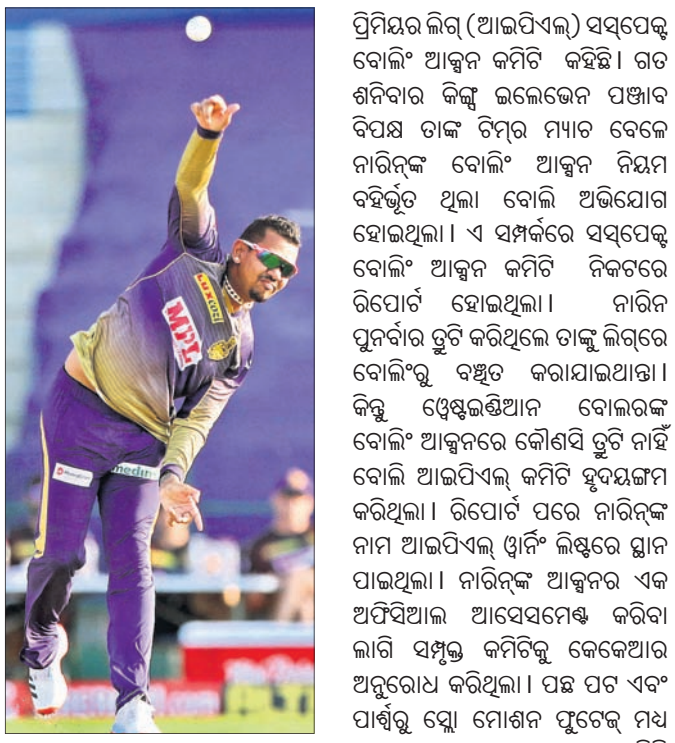 ପ୍ରିମିୟର ଲିଗ୍ (ଆଇପିଏଲ୍) ସସ୍‌ପେକ୍ଟ
ବୋଲିଂ ଆକ୍ସନ କମିଟି କହିଛି। ଗତ
ଶନିବାର କିଙ୍ଗ୍ସ ଇଲେଭେନ ପଞ୍ଜାବ
ବିପକ୍ଷ ତାଙ୍କ ଟିମ୍‌ର ମ୍ୟାଚ ବେଳେ
ନାରିନ୍‌ଙ୍କ ବୋଲିଂ ଆକ୍ସନ ନିୟମ
ବହିର୍ଭୂତ ଥିଲା ବୋଲି ଅଭିଯୋଗ
ହୋଇଥିଲା। ଏ ସମ୍ପର୍କରେ ସସ୍‌ପେକ୍ଟ
ବୋଲିଂ ଆକ୍ସନ କମିଟି ନିକଟରେ
ରିପୋର୍ଟ ହୋଇଥିଲା। ନାରିନ
ପୁନର୍ବାର ତ୍ରୁଟି କରିଥିଲେ ତାଙ୍କୁ ଲିଗ୍‌ରେ
ବୋଲିଂରୁ ବଞ୍ଚିତ କରାଯାଇଥାନ୍ତା।
କିନ୍ତୁ ୱେଷ୍ଟଇଣ୍ଡିଆନ ବୋଲରଙ୍କ
ବୋଲିଂ ଆକ୍ସନରେ କୌଣସି ତ୍ରୁଟି ନାହିଁ
ବୋଲି ଆଇପିଏଲ୍ କମିଟି ହୃଦୟଙ୍ଗମ
କରିଥିଲା। ରିପୋର୍ଟ ପରେ ନାରିନ୍‌ଙ୍କ
ନାମ ଆଇପିଏଲ୍ ୱାର୍ନିଂ ଲିଷ୍ଟରେ ସ୍ଥାନ
ପାଇଥିଲା। ନାରିନ୍‌ଙ୍କ ଆକ୍ସନର ଏକ
ଅଫିସିଆଲ ଆସେସମେଣ୍ଟ କରିବା
ଲାଗି ସମ୍ପୃକ୍ତ କମିଟିକୁ କେକେଆର
ଅନୁରୋଧ କରିଥିଲା। ପଛ ପଟ ଏବଂ
ପାର୍ଶ୍ୱରୁ ସ୍ଲୋ ମୋଶନ ଫୁଟେଜ୍ ମଧ୍ୟ
LUX cozi
MPL